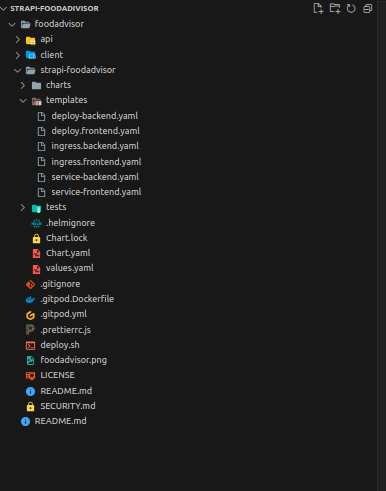 STRAPI-FOODADIVISOR
foodadvisor
api
client
strapi-foodadvisor
charts
templates
deploy-backend.yaml
deploy.frontend.yaml
ingress.backend.yaml
ingress.frontend.yaml
service-backend.yaml
service-frontend.yaml
tests
.helmignore
Chart.lock
Chart.yaml
values.yaml
.gitignore
.gitpod.Dockerfile
.gitpod.yml
.prettierrc.js
deploy.sh
foodadvisor.png
LICENSE
README.md
SECURITY.md
README.md